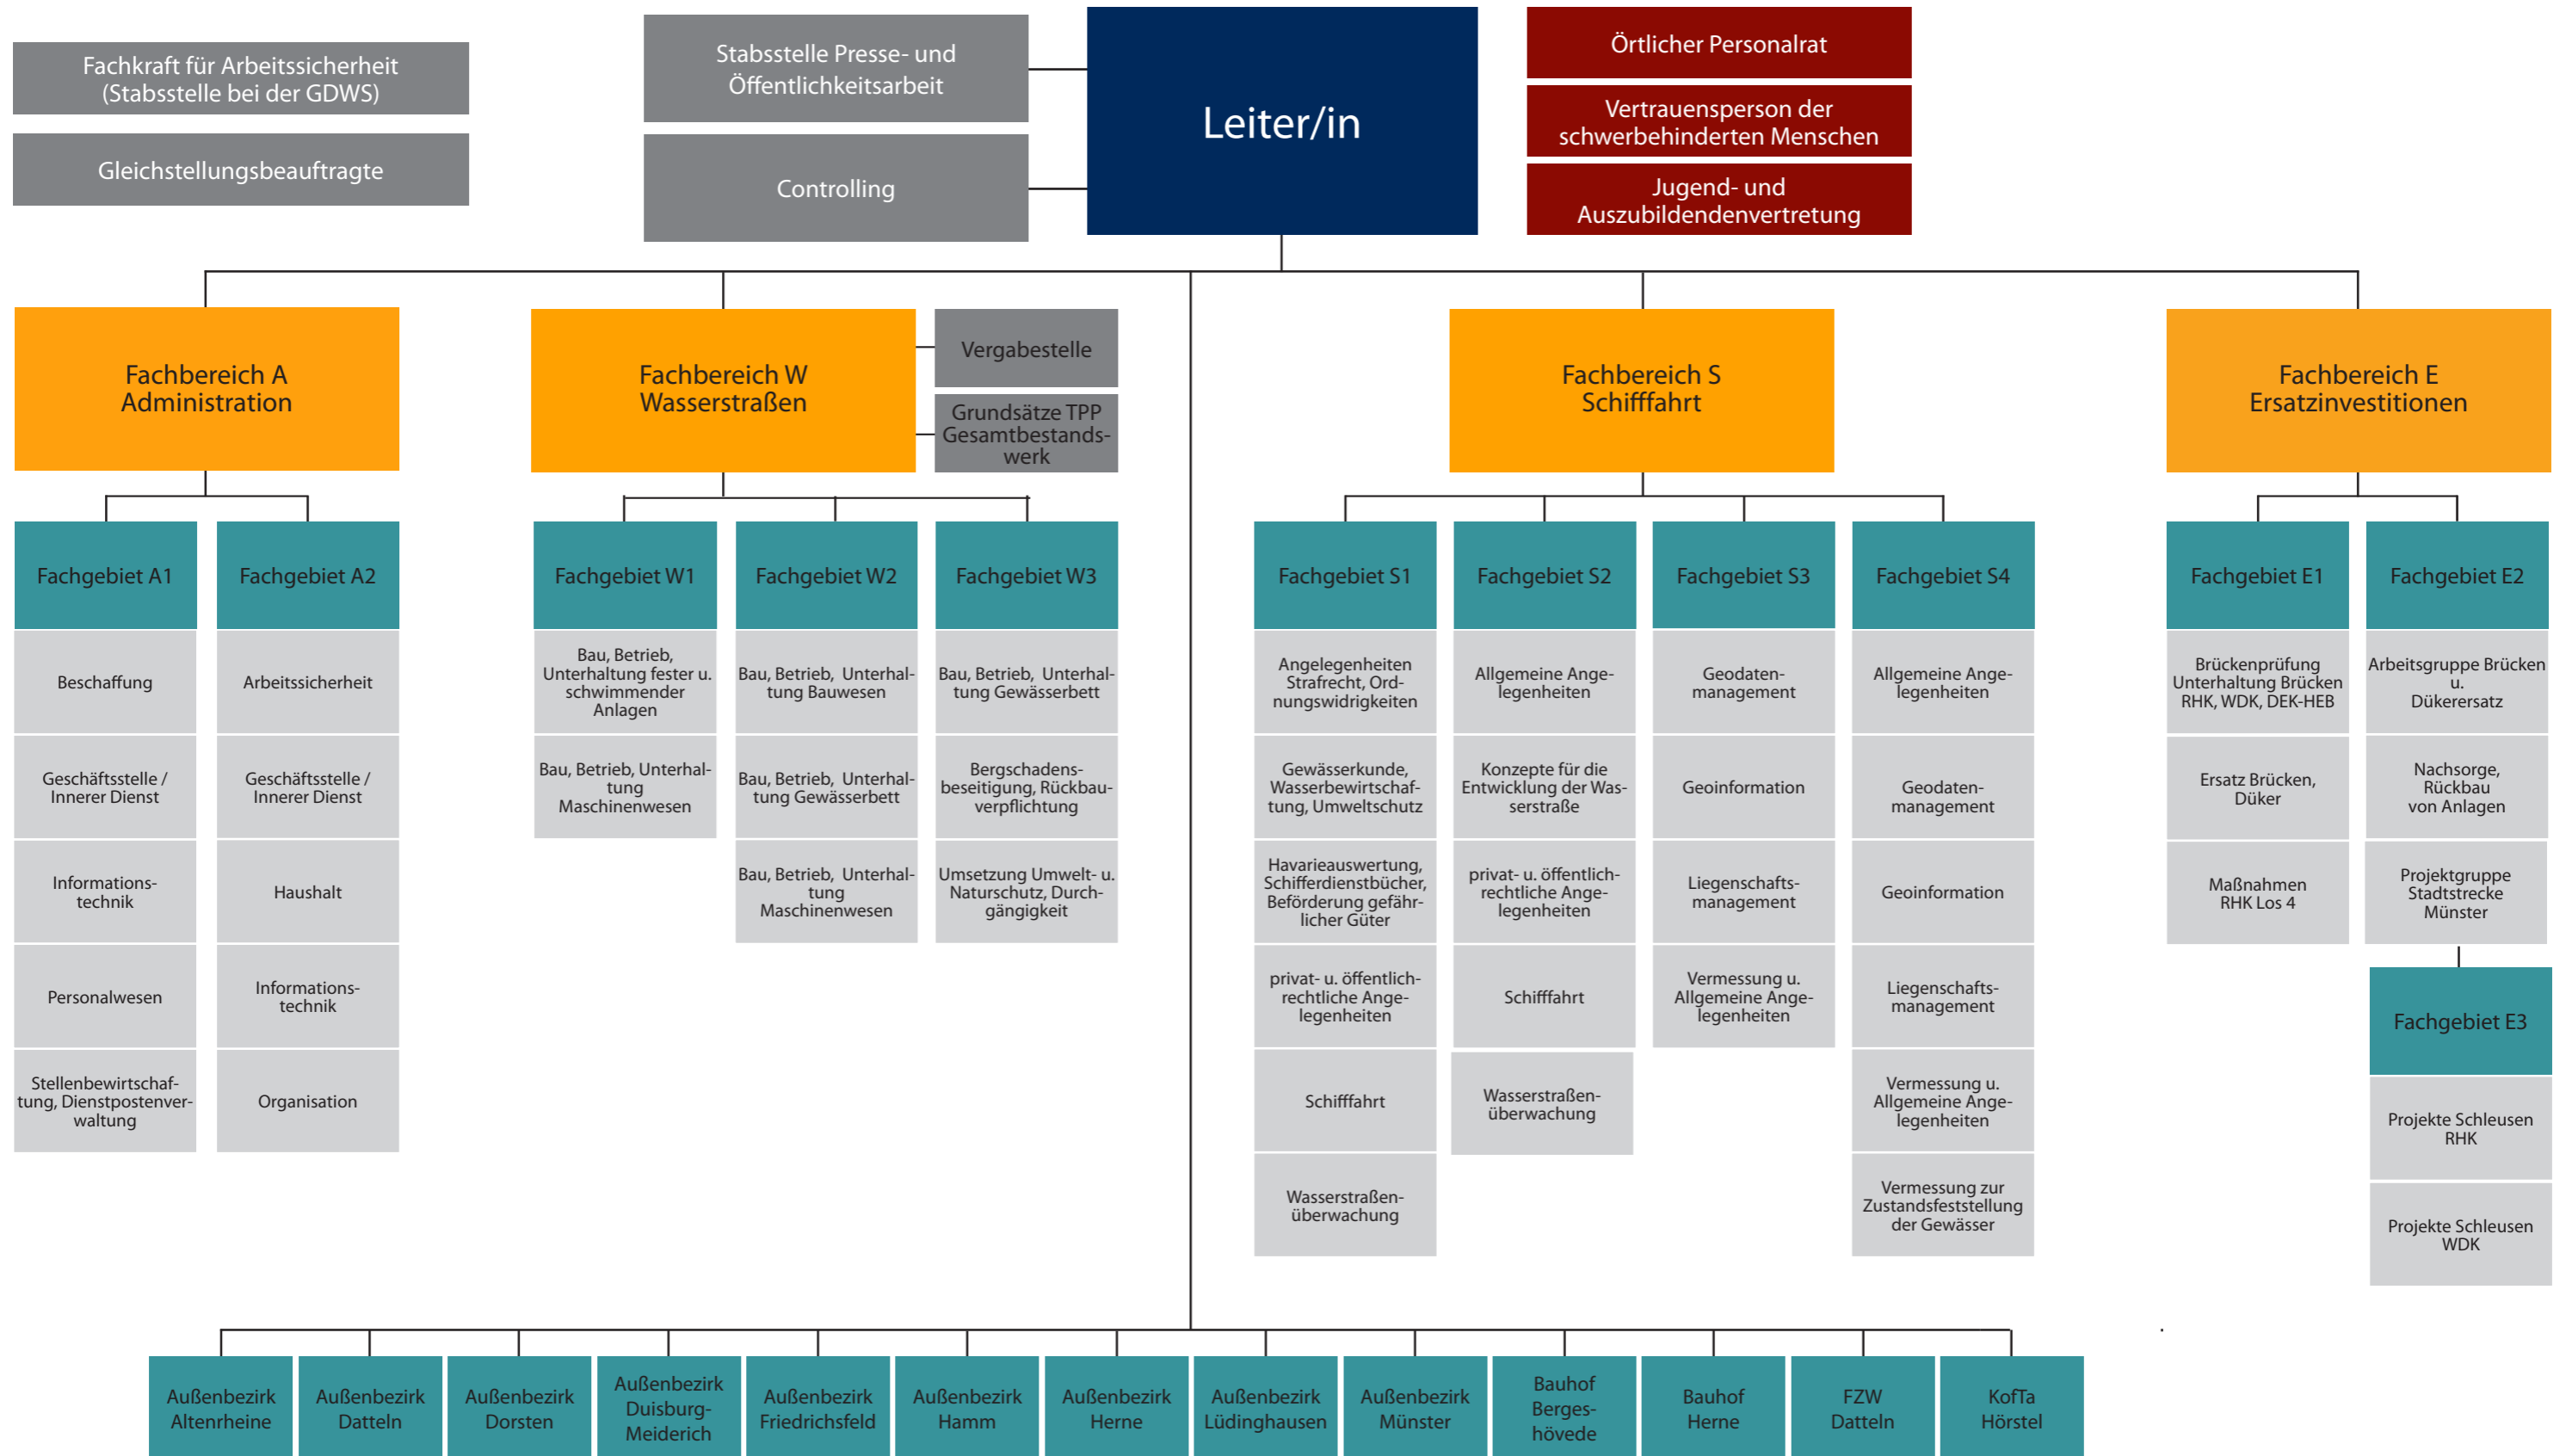 Fachkraft für Arbeitssicherheit
(Stabsstelle bei der GDWS)
Gleichstellungsbeauftragte
Stabsstelle Presse- und
Öffentlichkeitsarbeit
Controlling
Leiter/in
Örtlicher Personalrat
Vertrauensperson der
schwerbehinderten Menschen
Jugend- und
Auszubildendenvertretung
Fachbereich A
Administration
Fachbereich W
Wasserstraßen
Vergabestelle
Grundsätze TPP
Gesamtbestands-
werk
Fachbereich S
Schifffahrt
Fachbereich E
Ersatzinvestitionen
Fachgebiet A1
Beschaffung
Geschäftsstelle /
Innerer Dienst
Informations-
technik
Personalwesen
Stellenbewirtschaf-
tung, Dienstpostenver-
waltung
Fachgebiet A2
Arbeitssicherheit
Geschäftsstelle /
Innerer Dienst
Haushalt
Informations-
technik
Organisation
Fachgebiet W1
Bau, Betrieb,
Unterhaltung fester u.
schwimmender
Anlagen
Bau, Betrieb, Unterhal-
tung
Maschinenwesen
Fachgebiet W2
Bau, Betrieb, Unterhal-
tung Bauwesen
Bau, Betrieb, Unterhal-
tung Gewässerbett
Bau, Betrieb, Unterhal-
tung
Maschinenwesen
Fachgebiet W3
Bau, Betrieb, Unterhal-
tung Gewässerbett
Bergschadens-
beseitigung, Rückbau-
verpflichtung
Umsetzung Umwelt- u.
Naturschutz, Durch-
gängigkeit
Fachgebiet S1
Angelegenheiten
Strafrecht, Ord-
nungswidrigkeiten
Gewässerkunde,
Wasserbewirtschaf-
tung, Umweltschutz
Havarieauswertung,
Schifferdienstbücher,
Beförderung gefähr-
licher Güter
privat- u. öffentlich-
rechtliche Ange-
legenheiten
Schifffahrt
Wasserstraßen-
überwachung
Fachgebiet S2
Allgemeine Ange-
legenheiten
Konzepte für die
Entwicklung der Was-
serstraße
privat- u. öffentlich-
rechtliche Ange-
legenheiten
Schifffahrt
Wasserstraßen-
überwachung
Fachgebiet S3
Geodaten-
management
Geoinformation
Liegenschafts-
management
Vermessung u.
Allgemeine Ange-
legenheiten
Fachgebiet S4
Allgemeine Ange-
legenheiten
Geodaten-
management
Geoinformation
Liegenschafts-
management
Vermessung u.
Allgemeine Ange-
legenheiten
Vermessung zur
Zustandsfeststellung
der Gewässer
Fachgebiet E1
Brückenprüfung
Unterhaltung Brücken
RHK, WDK, DEK-HEB
Ersatz Brücken,
Düker
Maßnahmen
RHK Los 4
Fachgebiet E2
Arbeitsgruppe Brücken
u.
Dükerersatz
Nachsorge,
Rückbau
von Anlagen
Projektgruppe
Stadtstrecke
Münster
Fachgebiet E3
Projekte Schleusen
RHK
Projekte Schleusen
WDK
Außenbezirk
Altenrheine
Außenbezirk
Datteln
Außenbezirk
Dorsten
Außenbezirk
Duisburg-
Meiderich
Außenbezirk
Friedrichsfeld
Außenbezirk
Hamm
Außenbezirk
Herne
Außenbezirk
Lüdinghausen
Außenbezirk
Münster
Bauhof
Berges-
hövede
Bauhof
Herne
FZW
Datteln
KofTa
Hörstel